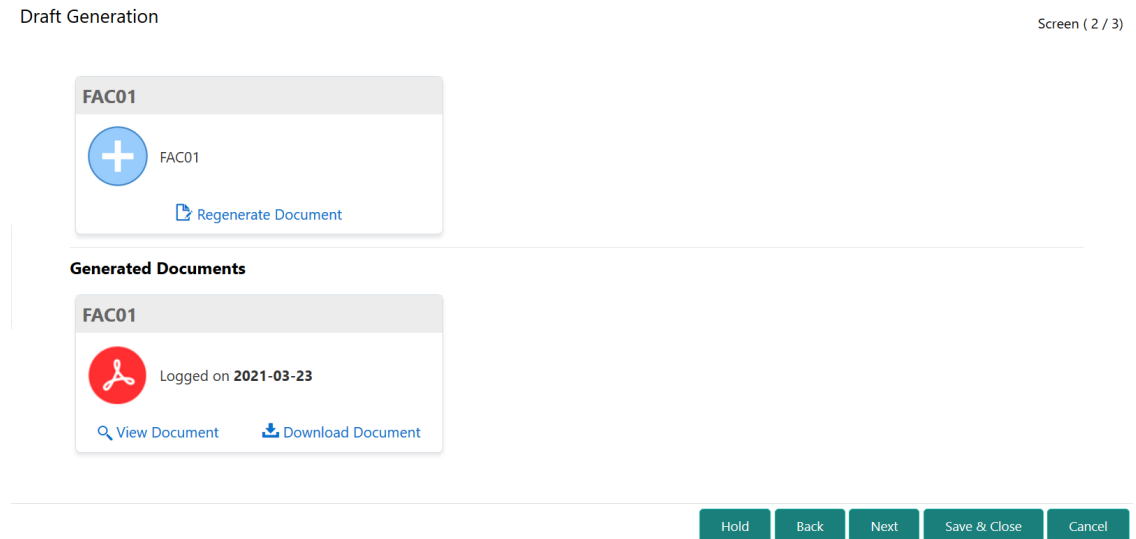 Draft Generation
Screen ( 2 / 3)
FAC01
FAC01
Regenerate Document
Generated Documents
FAC01
Logged on 2021-03-23
View Document Download Document
Hold Back Next Save & Close Cancel